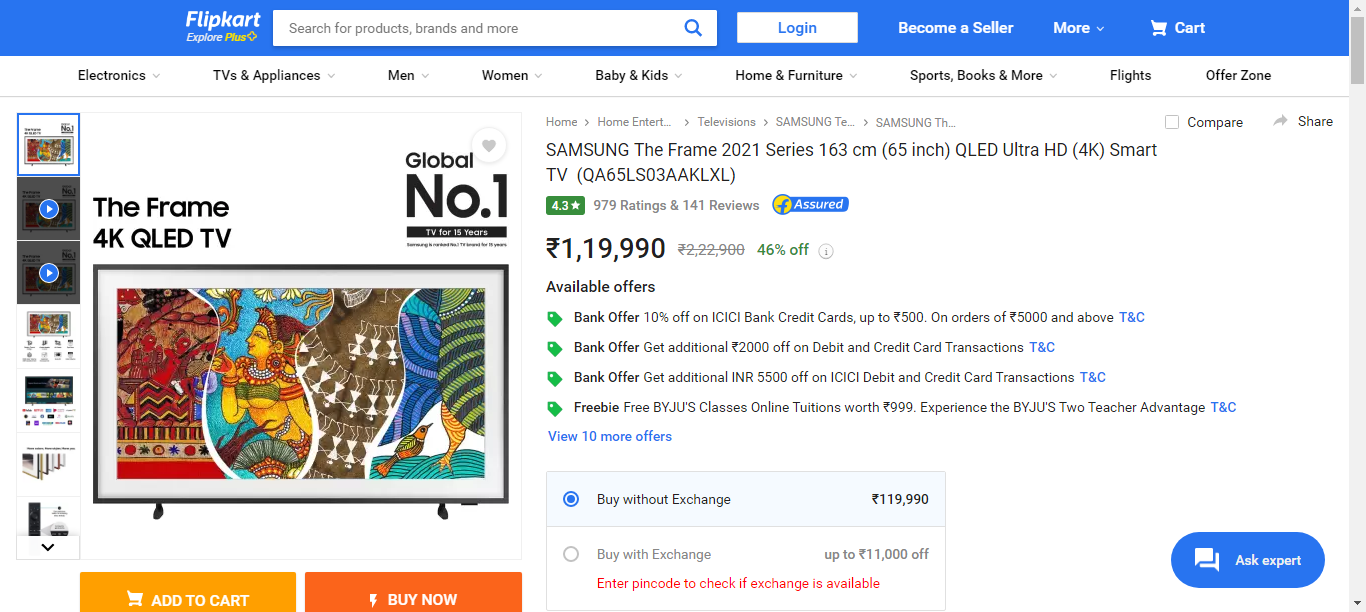 Flipkart
Explore Plus
Search for products, brands and more
Login
Become a Seller
More
Cart
Electronics
TVs & Appliances
Men
Women
Baby & Kids
Home & Furniture
Sports, Books & More
Flights
Offer Zone
Home
Home Entert...
Televisions
SAMSUNG Te...
SAMSUNG Th...
Compare
Share
SAMSUNG The Frame 2021 Series 163 cm (65 inch) QLED Ultra HD (4K) Smart
TV (QA65LS03AAKLXL)
4.3★
979 Ratings & 141 Reviews
Assured
₹1,19,990
₹2,22,900
46% off
Available offers
Bank Offer 10% off on ICICI Bank Credit Cards, up to ₹500. On orders of ₹5000 and above T&C
Bank Offer Get additional ₹2000 off on Debit and Credit Card Transactions T&C
Bank Offer Get additional INR 5500 off on ICICI Debit and Credit Card Transactions T&C
Freebie Free BYJU'S Classes Online Tuitions worth ₹999. Experience the BYJU'S Two Teacher Advantage T&C
View 10 more offers
Buy without Exchange
₹119,990
Buy with Exchange
up to ₹11,000 off
Enter pincode to check if exchange is available
Ask expert
The Frame
4K QLED TV
Global
No.1
TV for 15 Years
Samsung is ranked No.1 TV brand for 15 years
The Frame
4K QLED TV
No.1
ADD TO CART
BUY NOW